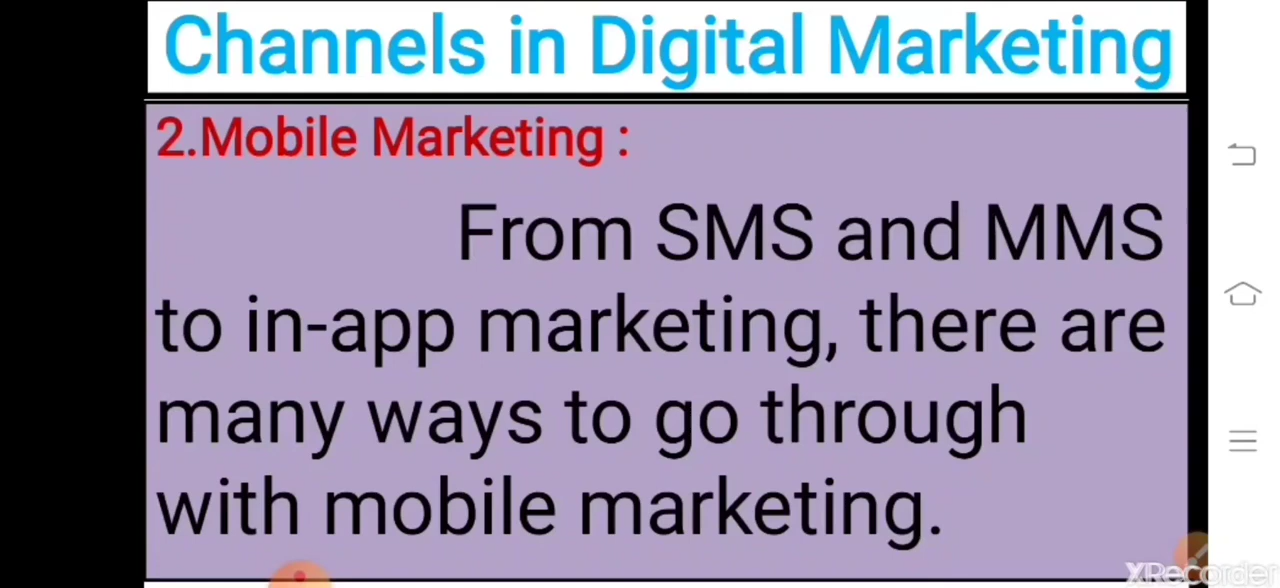 Channels in Digital Marketing
2.Mobile Marketing :
From SMS and MMS
to in-app marketing, there are
many ways to go through
with mobile marketing.
XRecorder